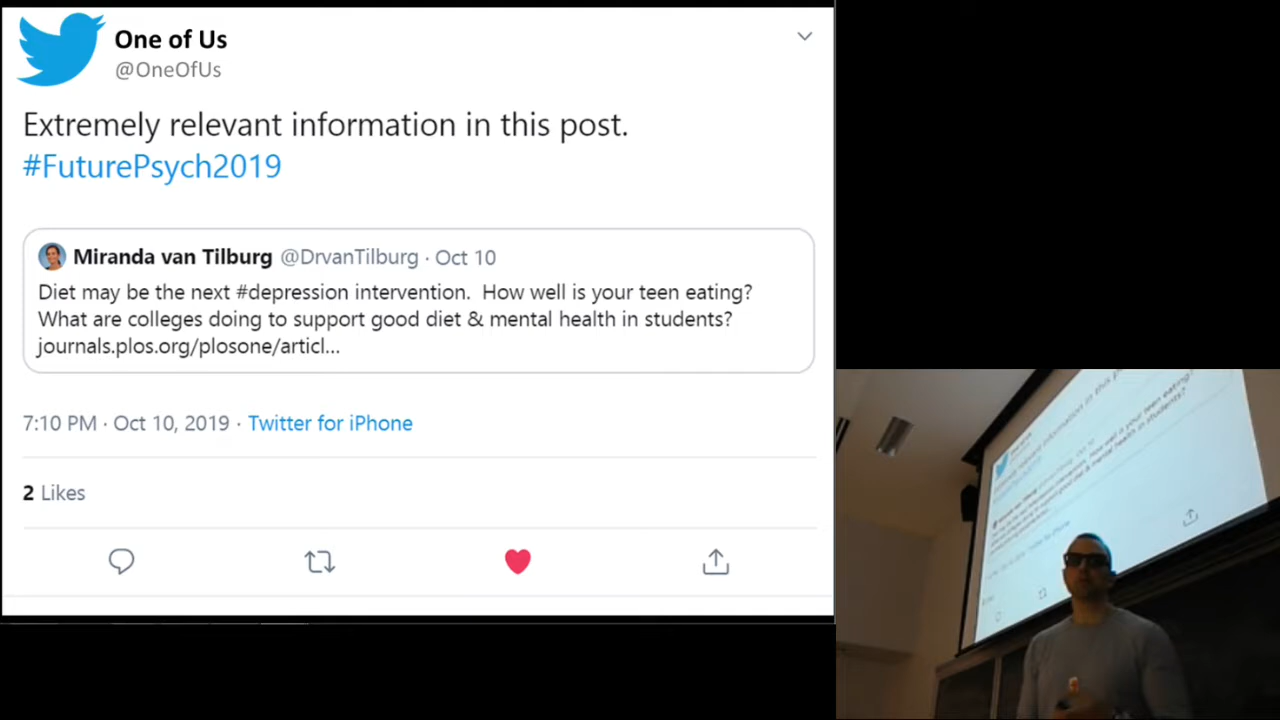 One of Us
@OneOfUs
Extremely relevant information in this post.
#FuturePsych2019
Miranda van Tilburg @DrvanTilburg · Oct 10
Diet may be the next #depression intervention.  How well is your teen eating?
What are colleges doing to support good diet & mental health in students?
journals.plos.org/plosone/articl...
7:10 PM · Oct 10, 2019 · Twitter for iPhone
2 Likes